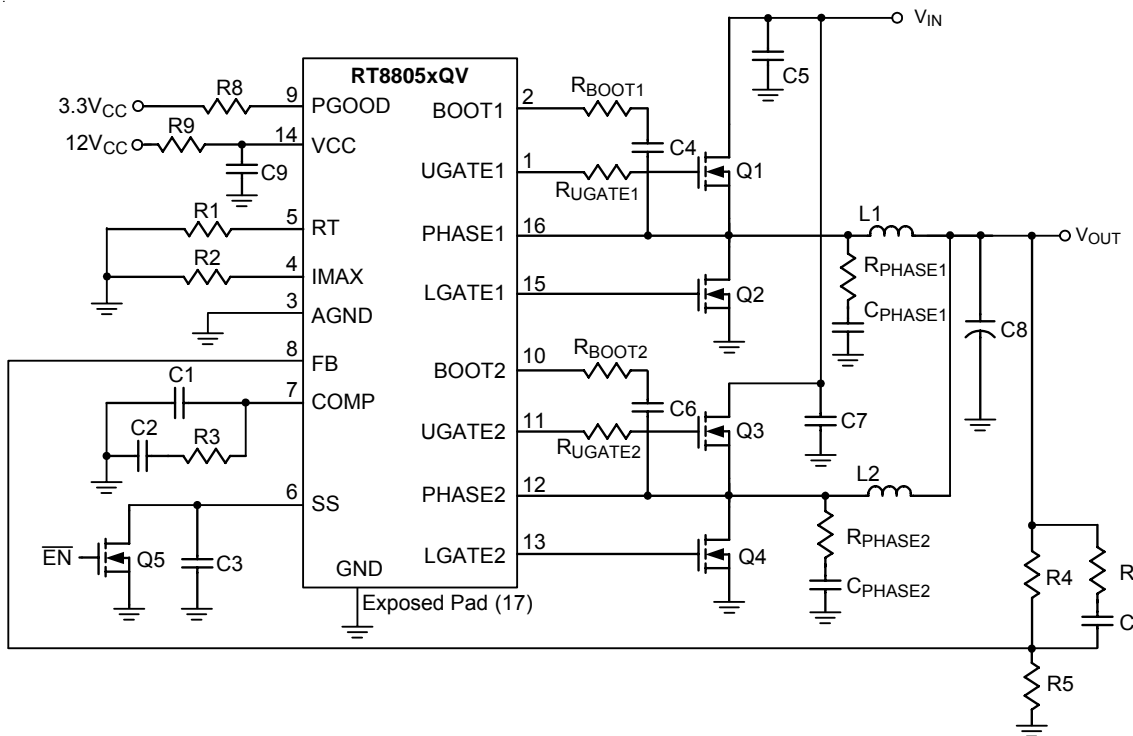 V_IN
RT8805xQV
C5
3.3V_CC
R8
9
PGOOD
BOOT1
2
R_BOOT1
12V_CC
R9
14
VCC
C9
C4
UGATE1
1
R_UGATE1
Q1
R1
5
RT
PHASE1
16
L1
V_OUT
R2
4
IMAX
R_PHASE1
3
AGND
LGATE1
15
Q2
C_PHASE1
C8
8
FB
BOOT2
10
R_BOOT2
C1
7
COMP
C6
C2
R3
UGATE2
11
R_UGATE2
Q3
C7
6
SS
PHASE2
12
L2
EN
Q5
C3
LGATE2
13
Q4
R_PHASE2
C_PHASE2
GND
Exposed Pad (17)
R4
R
C
R5